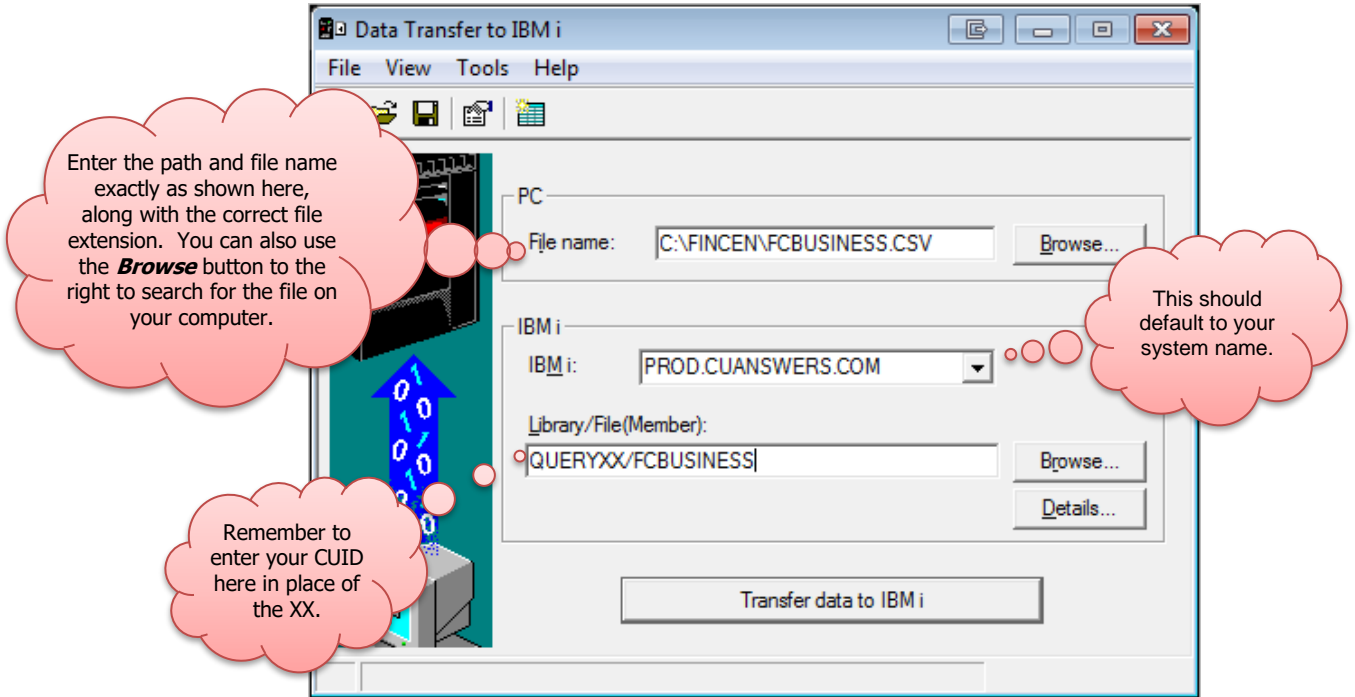 Data Transfer to IBM i
File View Tools Help
Enter the path and file name
exactly as shown here,
along with the correct file
extension. You can also use
the Browse button to the
right to search for the file on
your computer.
PC
File name: C:\FINCEN\FCBUSINESS.CSV Browse...
This should
default to your
system name.
IBM i
IBM i: PROD.CUANSWERS.COM
Library/File(Member):
QUERYXX/FCBUSINESS Browse...
Details...
Remember to
enter your CUID
here in place of
the XX.
Transfer data to IBM i